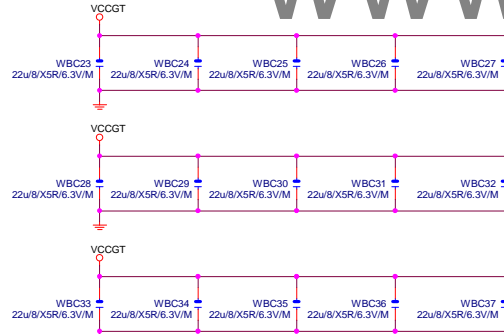 VCCGT
WBC23 WBC24 WBC25 WBC26 WBC27
22u/8/X5R/6.3V/M 22u/8/X5R/6.3V/M 22u/8/X5R/6.3V/M 22u/8/X5R/6.3V/M 22u/8/X5R/6.3V/M
VCCGT
WBC28 WBC29 WBC30 WBC31 WBC32
22u/8/X5R/6.3V/M 22u/8/X5R/6.3V/M 22u/8/X5R/6.3V/M 22u/8/X5R/6.3V/M 22u/8/X5R/6.3V/M
VCCGT
WBC33 WBC34 WBC35 WBC36 WBC37
22u/8/X5R/6.3V/M 22u/8/X5R/6.3V/M 22u/8/X5R/6.3V/M 22u/8/X5R/6.3V/M 22u/8/X5R/6.3V/M